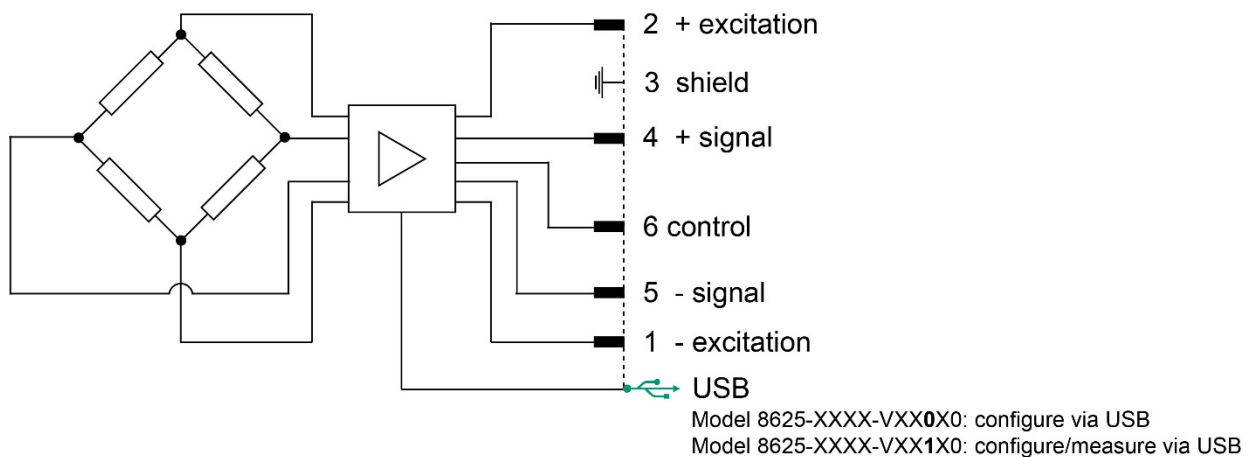 2 + excitation
3 shield
4 + signal
6 control
5 - signal
1 - excitation
USB
Model 8625-XXXX-VXX0X0: configure via USB
Model 8625-XXXX-VXX1X0: configure/measure via USB